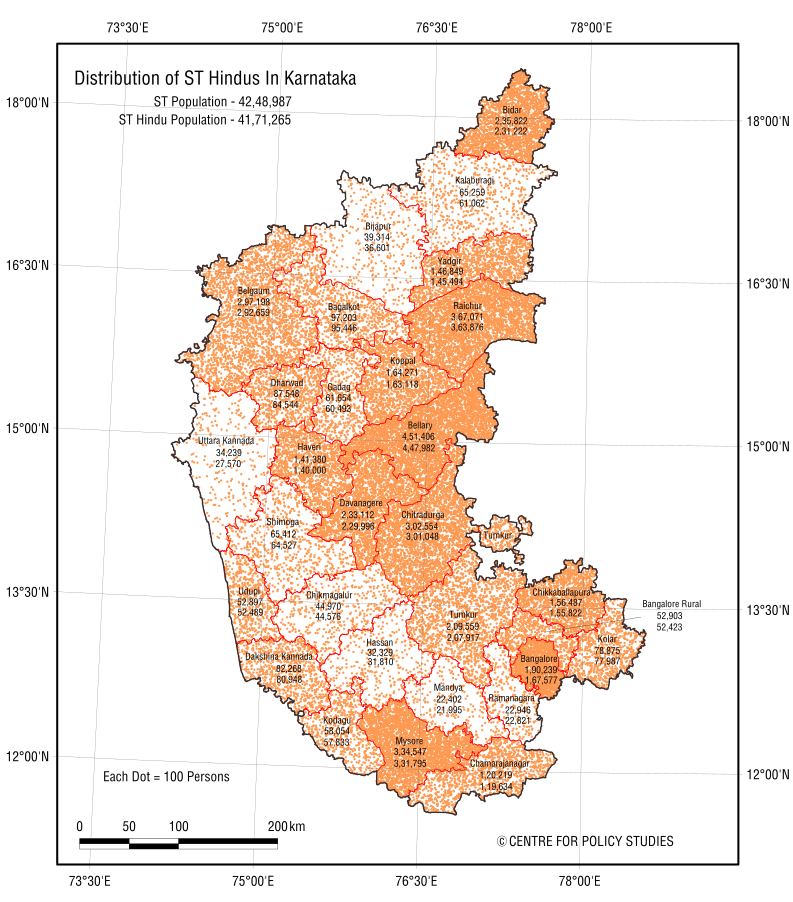 73°30'E 75°00'E 76°30'E 78°00'E
Distribution of ST Hindus In Karnataka
ST Population - 42,48,987
ST Hindu Population - 41,71,265
18°00'N
18°00'N
Bidar
2,35,822
2,31,222
Kalaburagi
65,259
61,062
Bijapur
39,314
36,601
16°30'N
16°30'N
Yadgir
1,46,849
1,45,494
Belgaum
2,97,198
2,92,659
Bagalkot
97,203
95,446
Raichur
3,67,071
3,63,876
Koppal
1,64,271
1,63,118
Dharwad
87,548
84,544
Gadag
61,654
60,493
15°00'N
15°00'N
Bellary
4,51,406
4,47,982
Uttara Kannada
34,239
27,570
Haveri
1,41,380
1,40,000
Davanagere
2,33,112
2,29,996
Chitradurga
3,02,554
3,01,048
Shimoga
65,412
64,527
Tumkur
13°30'N
13°30'N
Udupi
52,897
52,489
Chikmagalur
44,970
44,576
Chikkaballapura
1,56,487
1,55,822
Bangalore Rural
52,903
52,423
Tumkur
2,09,559
2,07,917
Hassan
32,329
31,810
Kolar
78,875
77,987
Dakshina Kannada
82,268
80,948
Bangalore
1,90,239
1,67,577
Mandya
22,402
21,995
Ramanagara
22,946
22,821
Kodagu
58,054
57,833
Mysore
3,34,547
3,31,795
Chamarajanagar
1,20,219
1,19,634
12°00'N
12°00'N
Each Dot = 100 Persons
0 50 100 200 km
© CENTRE FOR POLICY STUDIES
73°30'E 75°00'E 76°30'E 78°00'E